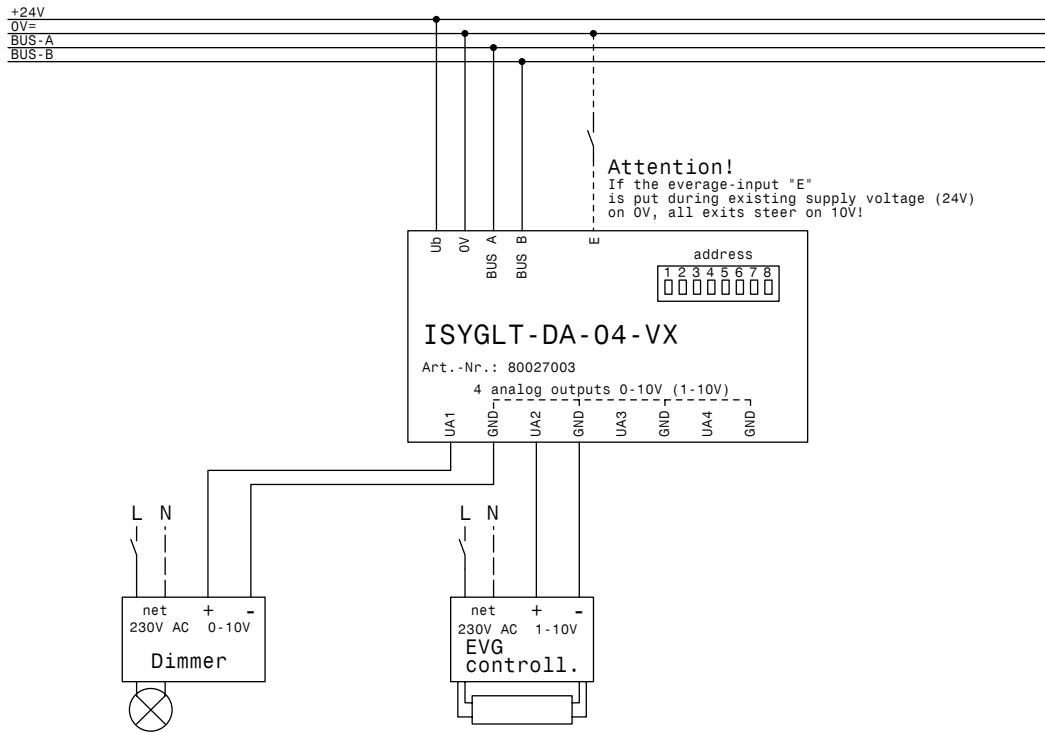 +24V
0V=
BUS-A
BUS-B
Attention!
If the everage-input "E"
is put during existing supply voltage (24V)
on 0V, all exits steer on 10V!
Ub
0V
BUS A
BUS B
E
address
1 2 3 4 5 6 7 8
ISYGLT-DA-04-VX
Art.-Nr.: 80027003
4 analog outputs 0-10V (1-10V)
UA1
GND
UA2
GND
UA3
GND
UA4
GND
L N
net + -
230V AC 0-10V
Dimmer
L N
net + -
230V AC 1-10V
EVG
controll.